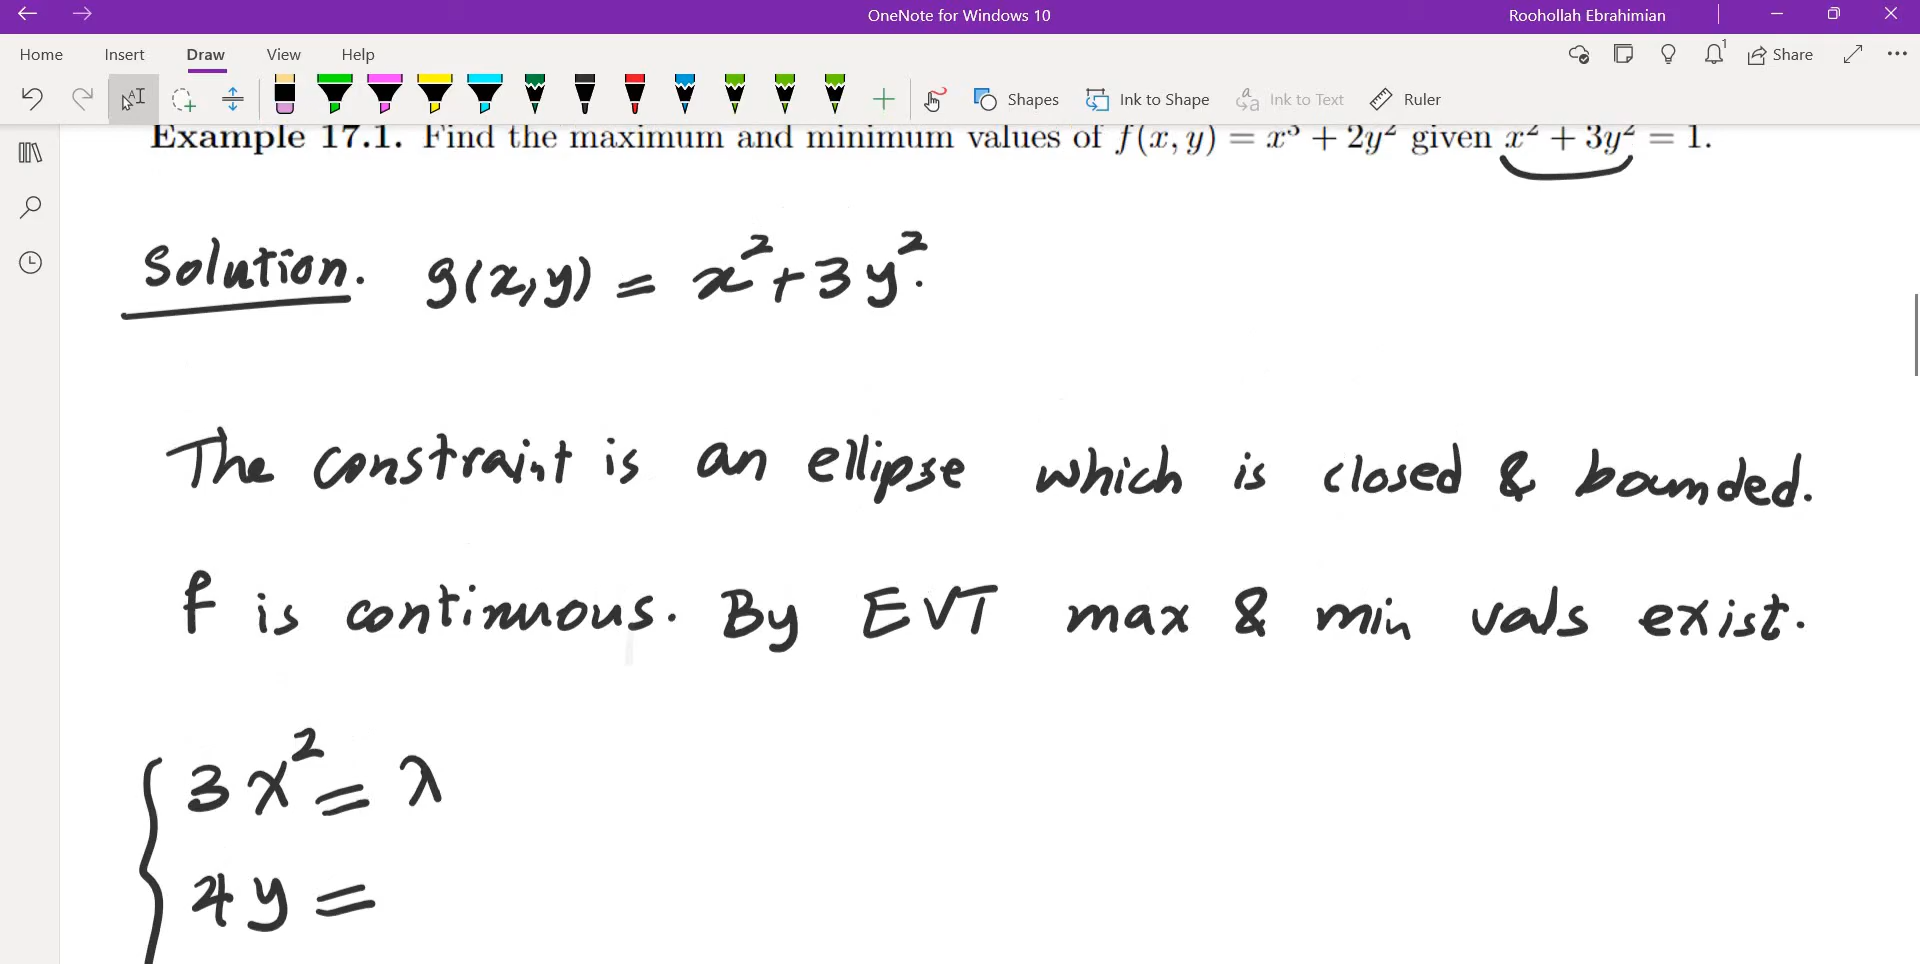 OneNote for Windows 10
Roohollah Ebrahimian
Home Insert Draw View Help
1
Share
Shapes Ink to Shape Ink to Text Ruler
Example 17.1. Find the maximum and minimum values of f(x, y) = x³ + 2y² given x² + 3y² = 1.
Solution. g(x,y) = x² + 3y².
The constraint is an ellipse which is closed & bounded.
f is continuous. By EVT max & min vals exist.
3x² = λ
4y =